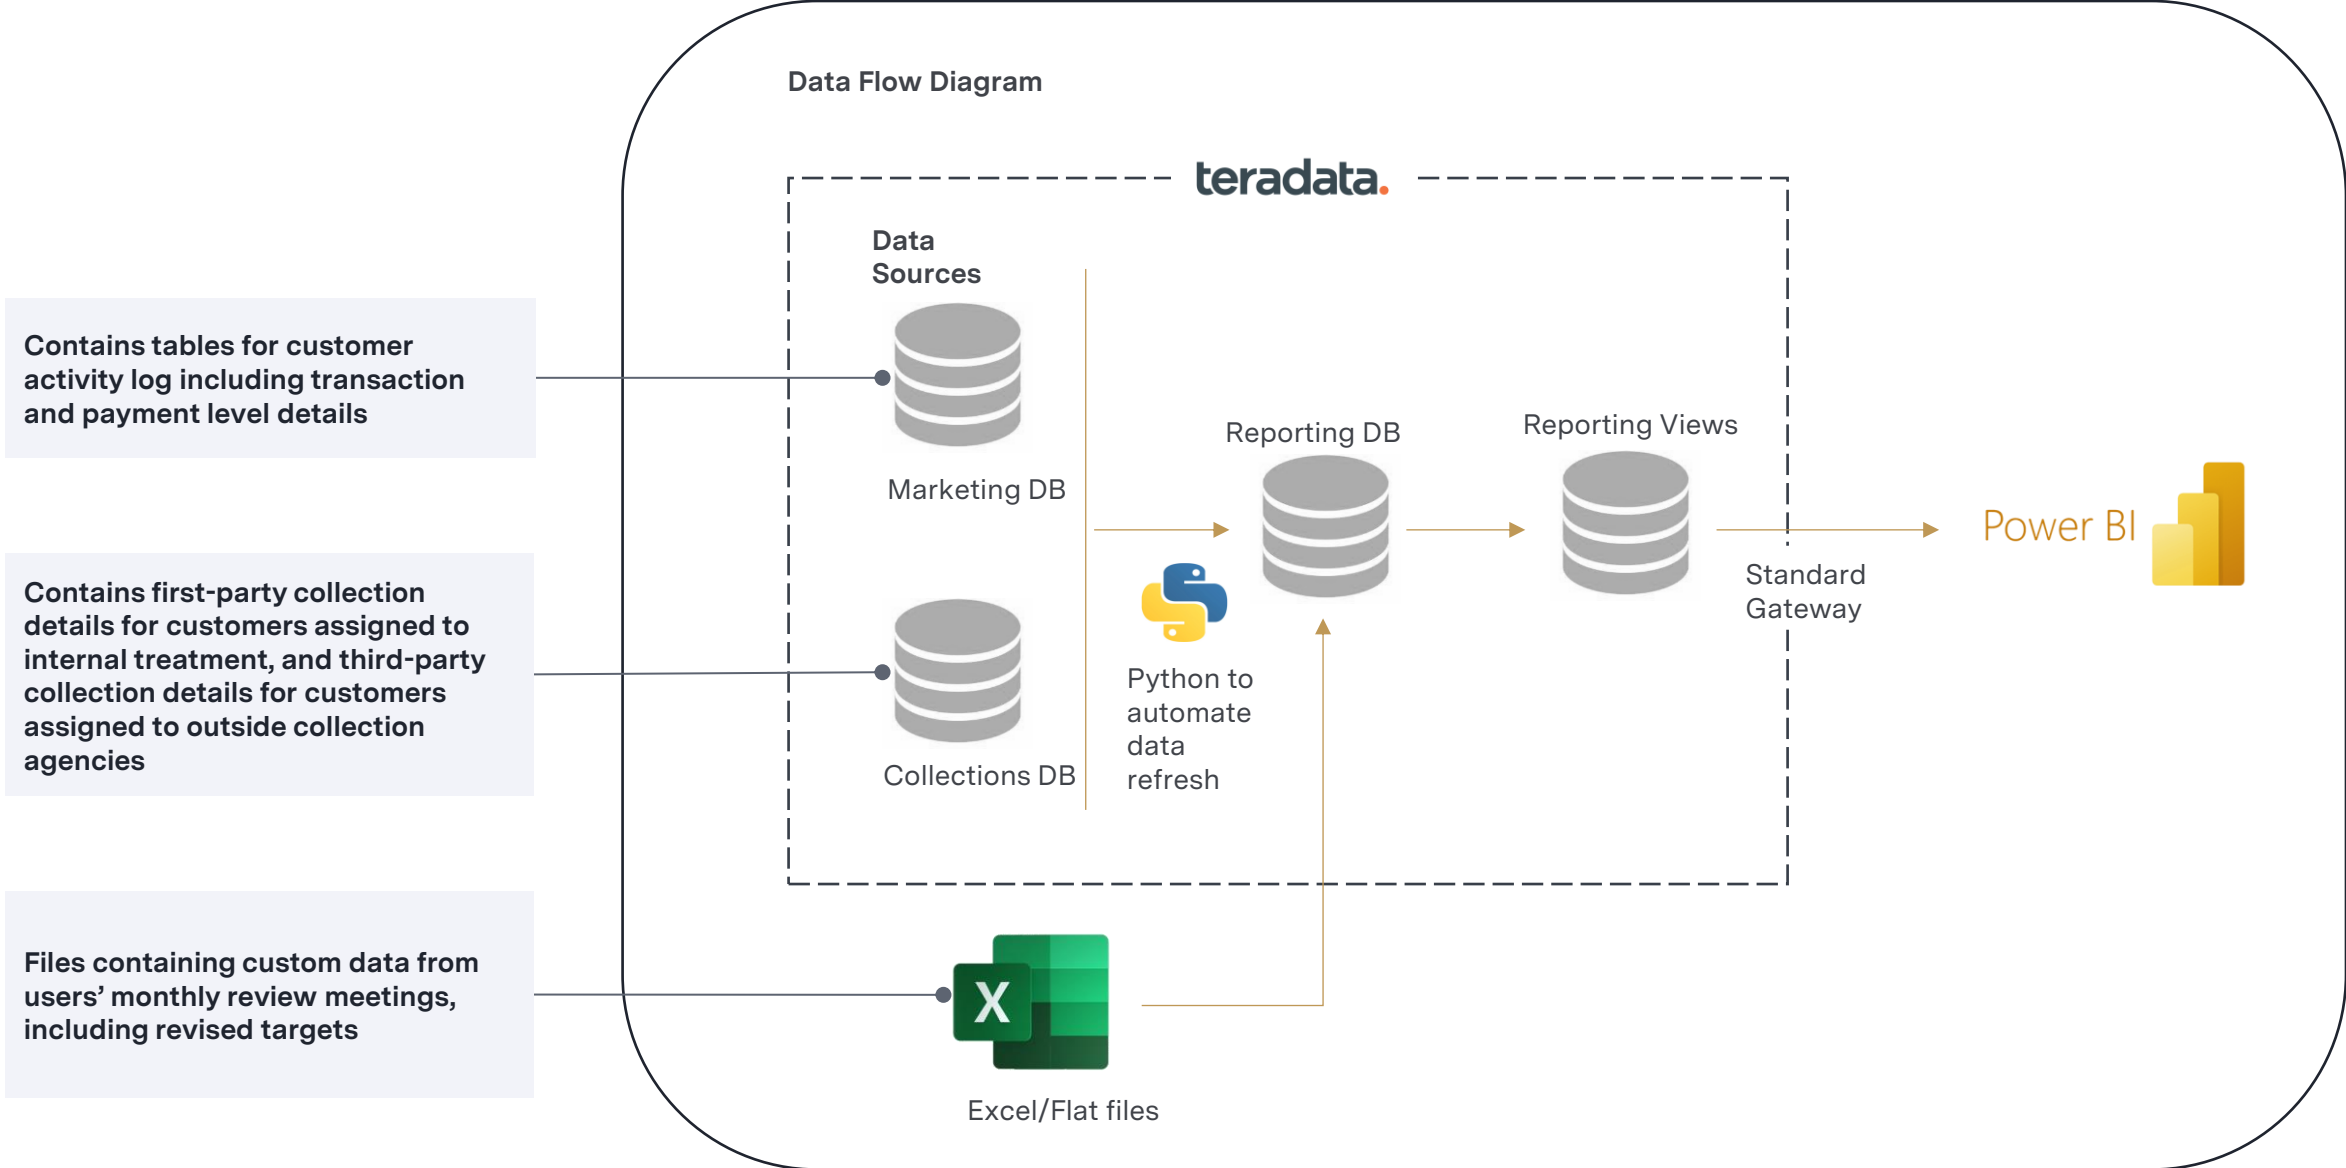 Data Flow Diagram
teradata.
Data
Sources
Contains tables for customer
activity log including transaction
and payment level details
Marketing DB
Reporting DB
Reporting Views
Power BI
Standard
Gateway
Contains first-party collection
details for customers assigned to
internal treatment, and third-party
collection details for customers
assigned to outside collection
agencies
Collections DB
Python to
automate
data
refresh
Files containing custom data from
users’ monthly review meetings,
including revised targets
X
Excel/Flat files